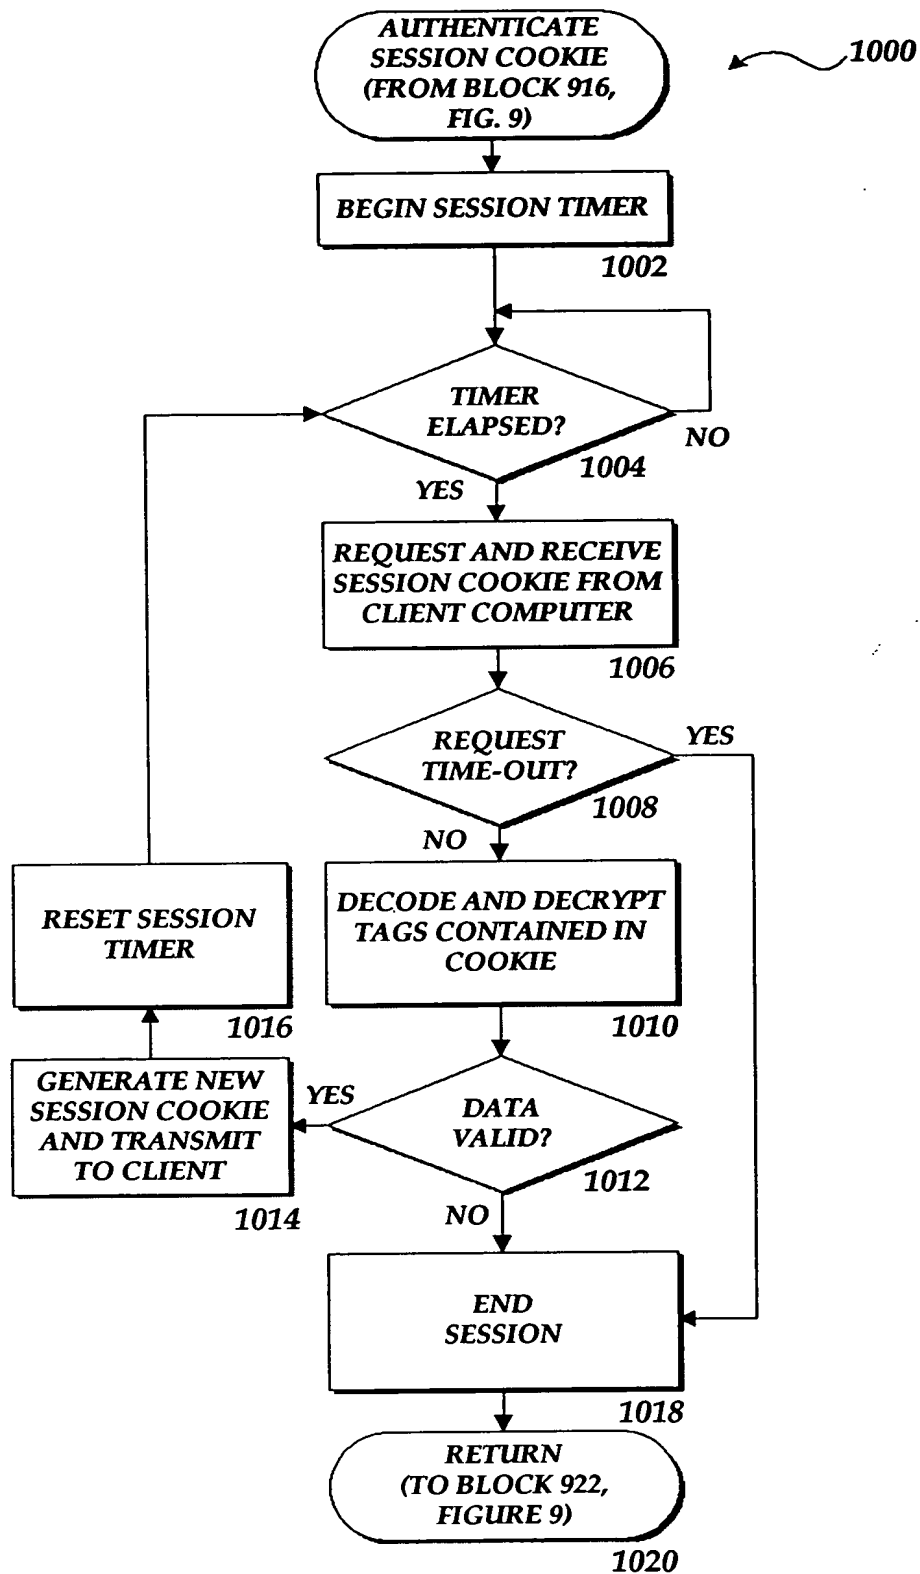 AUTHENTICATE
SESSION COOKIE
(FROM BLOCK 916,
FIG. 9)
1000
BEGIN SESSION TIMER
1002
TIMER
ELAPSED?
1004
NO
YES
REQUEST AND RECEIVE
SESSION COOKIE FROM
CLIENT COMPUTER
1006
REQUEST
TIME-OUT?
1008
YES
NO
DECODE AND DECRYPT
TAGS CONTAINED IN
COOKIE
1010
RESET SESSION
TIMER
1016
DATA
VALID?
1012
YES
GENERATE NEW
SESSION COOKIE
AND TRANSMIT
TO CLIENT
1014
NO
END
SESSION
1018
RETURN
(TO BLOCK 922,
FIGURE 9)
1020